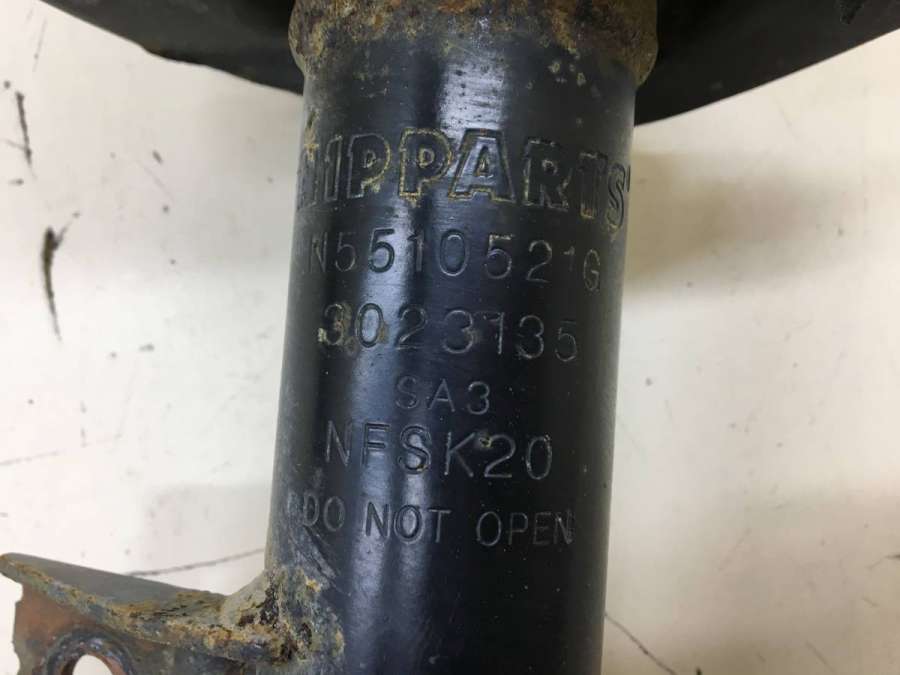 NIPPARTS
N5510521G
3023135
SA3
NFSK20
DO NOT OPEN